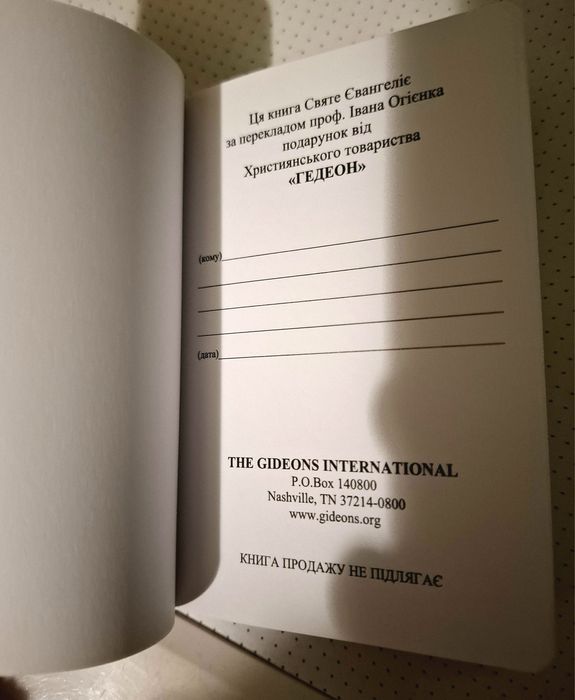 Ця книга Святе Євангеліє
за перекладом проф. Івана Огієнка
подарунок від
Християнського товариства
«ГЕДЕОН»
(кому)
(дата)
THE GIDEONS INTERNATIONAL
P.O.Box 140800
Nashville, TN 37214-0800
www.gideons.org
КНИГА ПРОДАЖУ НЕ ПІДЛЯГАЄ